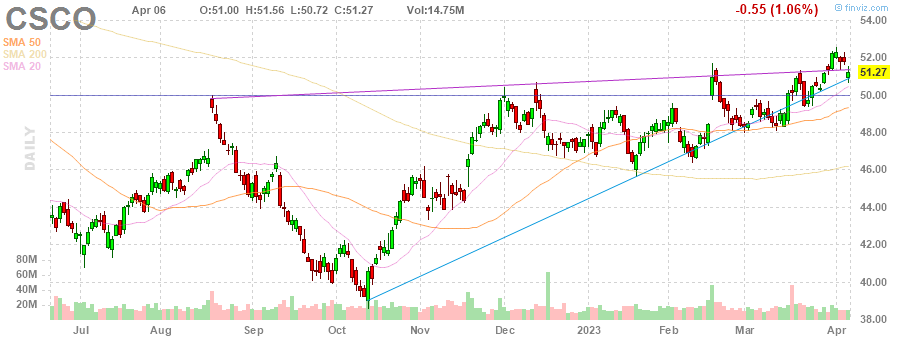 CSCO Apr 06 O:51.00 H:51.56 L:50.72 C:51.27 Vol:14.75M -0.55 (1.06%) finviz.com
SMA 50
SMA 200
SMA 20
DAILY
54.00
52.00
51.27
50.00
48.00
46.00
44.00
42.00
40.00
38.00
80M
60M
40M
20M
Jul Aug Sep Oct Nov Dec 2023 Feb Mar Apr